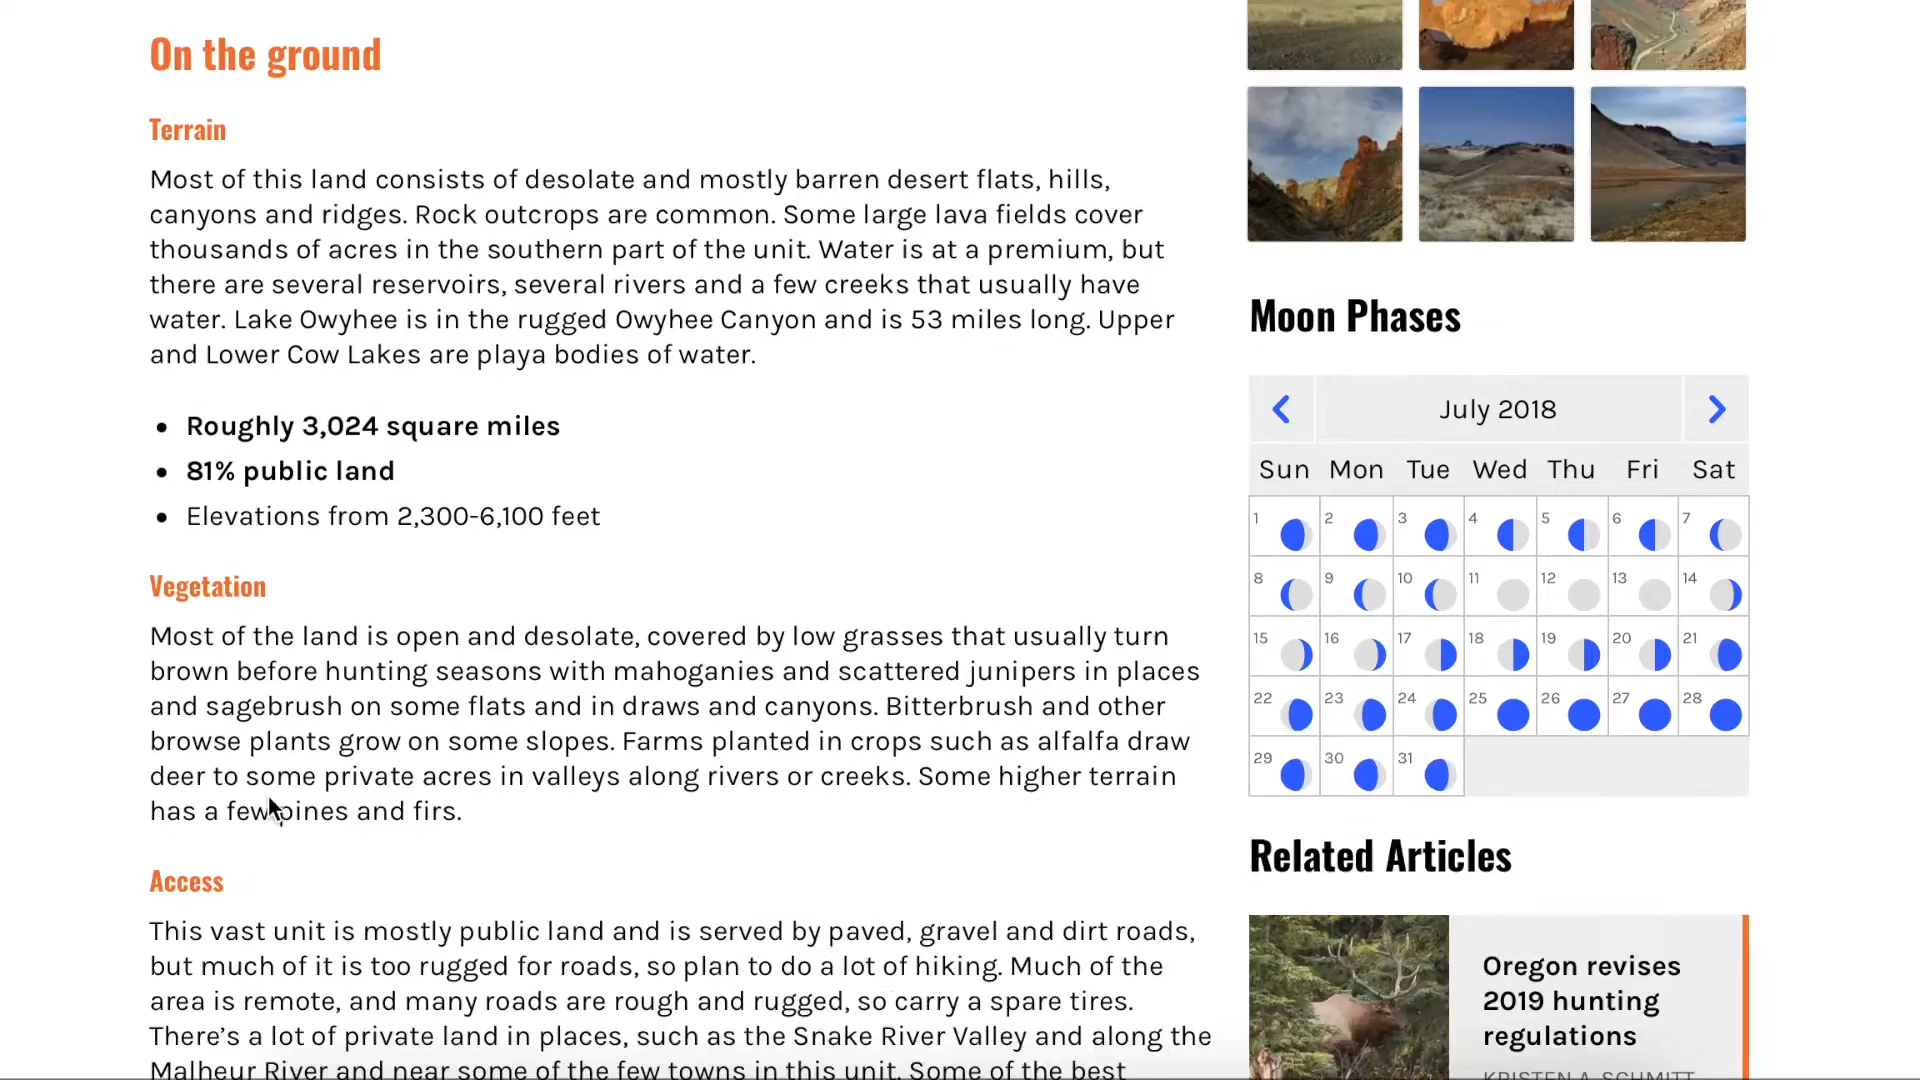 On the ground
Terrain
Most of this land consists of desolate and mostly barren desert flats, hills,
canyons and ridges. Rock outcrops are common. Some large lava fields cover
thousands of acres in the southern part of the unit. Water is at a premium, but
there are several reservoirs, several rivers and a few creeks that usually have
water. Lake Owyhee is in the rugged Owyhee Canyon and is 53 miles long. Upper
and Lower Cow Lakes are playa bodies of water.
Roughly 3,024 square miles
81% public land
Elevations from 2,300-6,100 feet
Vegetation
Most of the land is open and desolate, covered by low grasses that usually turn
brown before hunting seasons with mahoganies and scattered junipers in places
and sagebrush on some flats and in draws and canyons. Bitterbrush and other
browse plants grow on some slopes. Farms planted in crops such as alfalfa draw
deer to some private acres in valleys along rivers or creeks. Some higher terrain
has a few pines and firs.
Access
This vast unit is mostly public land and is served by paved, gravel and dirt roads,
but much of it is too rugged for roads, so plan to do a lot of hiking. Much of the
area is remote, and many roads are rough and rugged, so carry a spare tires.
There's a lot of private land in places, such as the Snake River Valley and along the
Malheur River and near some of the few towns in this unit. Some of the best
Moon Phases
July 2018
Sun Mon Tue Wed Thu Fri Sat
1 2 3 4 5 6 7
8 9 10 11 12 13 14
15 16 17 18 19 20 21
22 23 24 25 26 27 28
29 30 31
Related Articles
Oregon revises
2019 hunting
regulations
KRISTEN A. SCHMITT